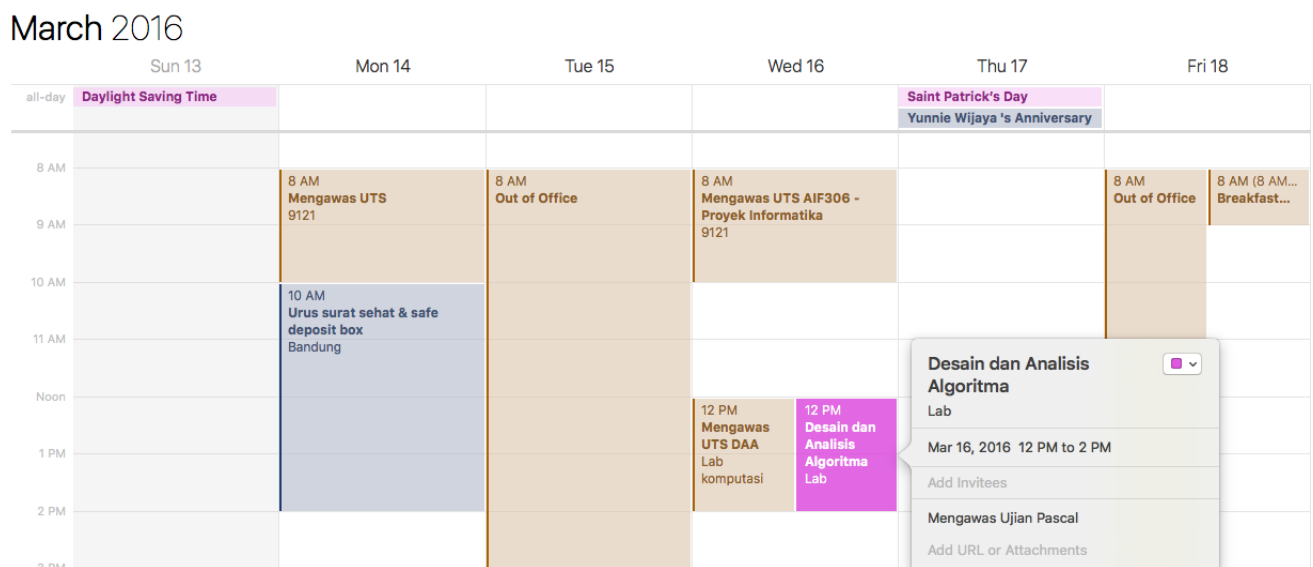 March 2016
Sun 13
Mon 14
Tue 15
Wed 16
Thu 17
Fri 18
all-day
Daylight Saving Time
Saint Patrick's Day
Yunnie Wijaya 's Anniversary
8 AM
9 AM
10 AM
11 AM
Noon
1 PM
2 PM
8 AM
Mengawas UTS
9121
10 AM
Urus surat sehat & safe
deposit box
Bandung
8 AM
Out of Office
8 AM
Mengawas UTS AIF306 -
Proyek Informatika
9121
12 PM
Mengawas
UTS DAA
Lab
komputasi
12 PM
Desain dan
Analisis
Algoritma
Lab
8 AM
Out of Office
8 AM (8 AM...
Breakfast...
Desain dan Analisis
Algoritma
Lab
Mar 16, 2016 12 PM to 2 PM
Add Invitees
Mengawas Ujian Pascal
Add URL or Attachments